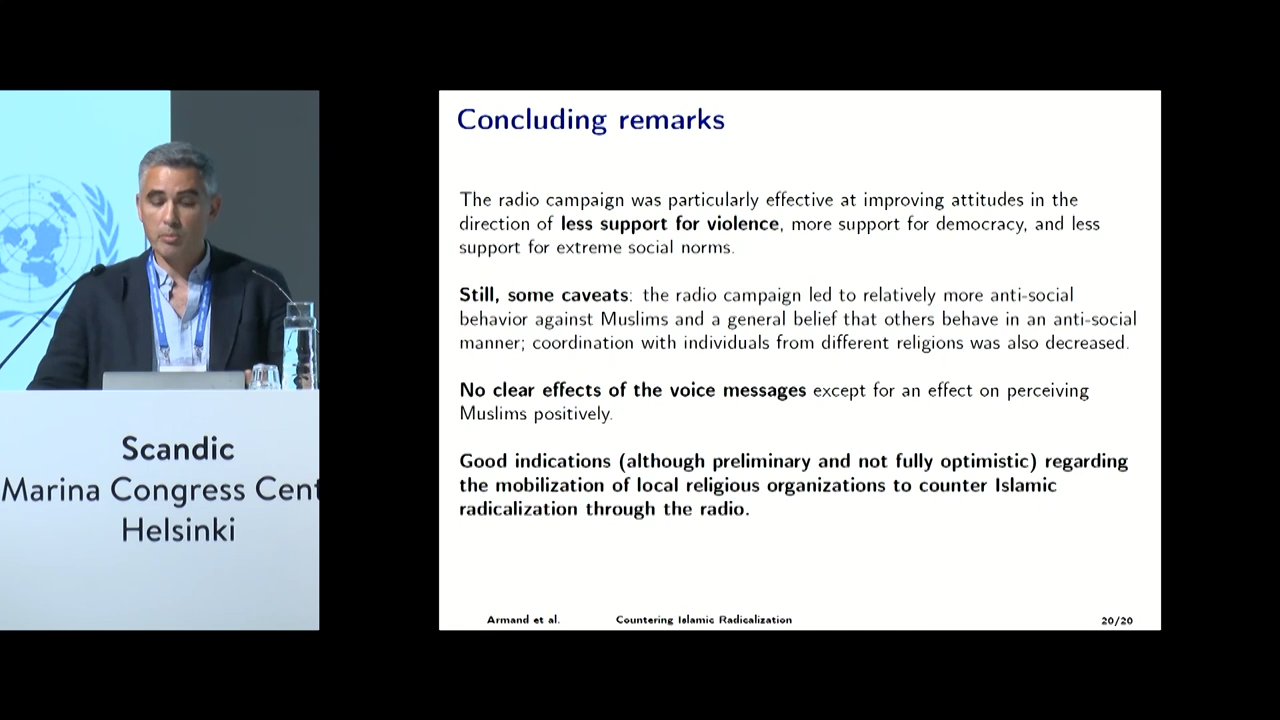 Scandic
Marina Congress Cent
Helsinki
Concluding remarks
The radio campaign was particularly effective at improving attitudes in the
direction of less support for violence, more support for democracy, and less
support for extreme social norms.
Still, some caveats: the radio campaign led to relatively more anti-social
behavior against Muslims and a general belief that others behave in an anti-social
manner; coordination with individuals from different religions was also decreased.
No clear effects of the voice messages except for an effect on perceiving
Muslims positively.
Good indications (although preliminary and not fully optimistic) regarding
the mobilization of local religious organizations to counter Islamic
radicalization through the radio.
Armand et al. Countering Islamic Radicalization 20/20